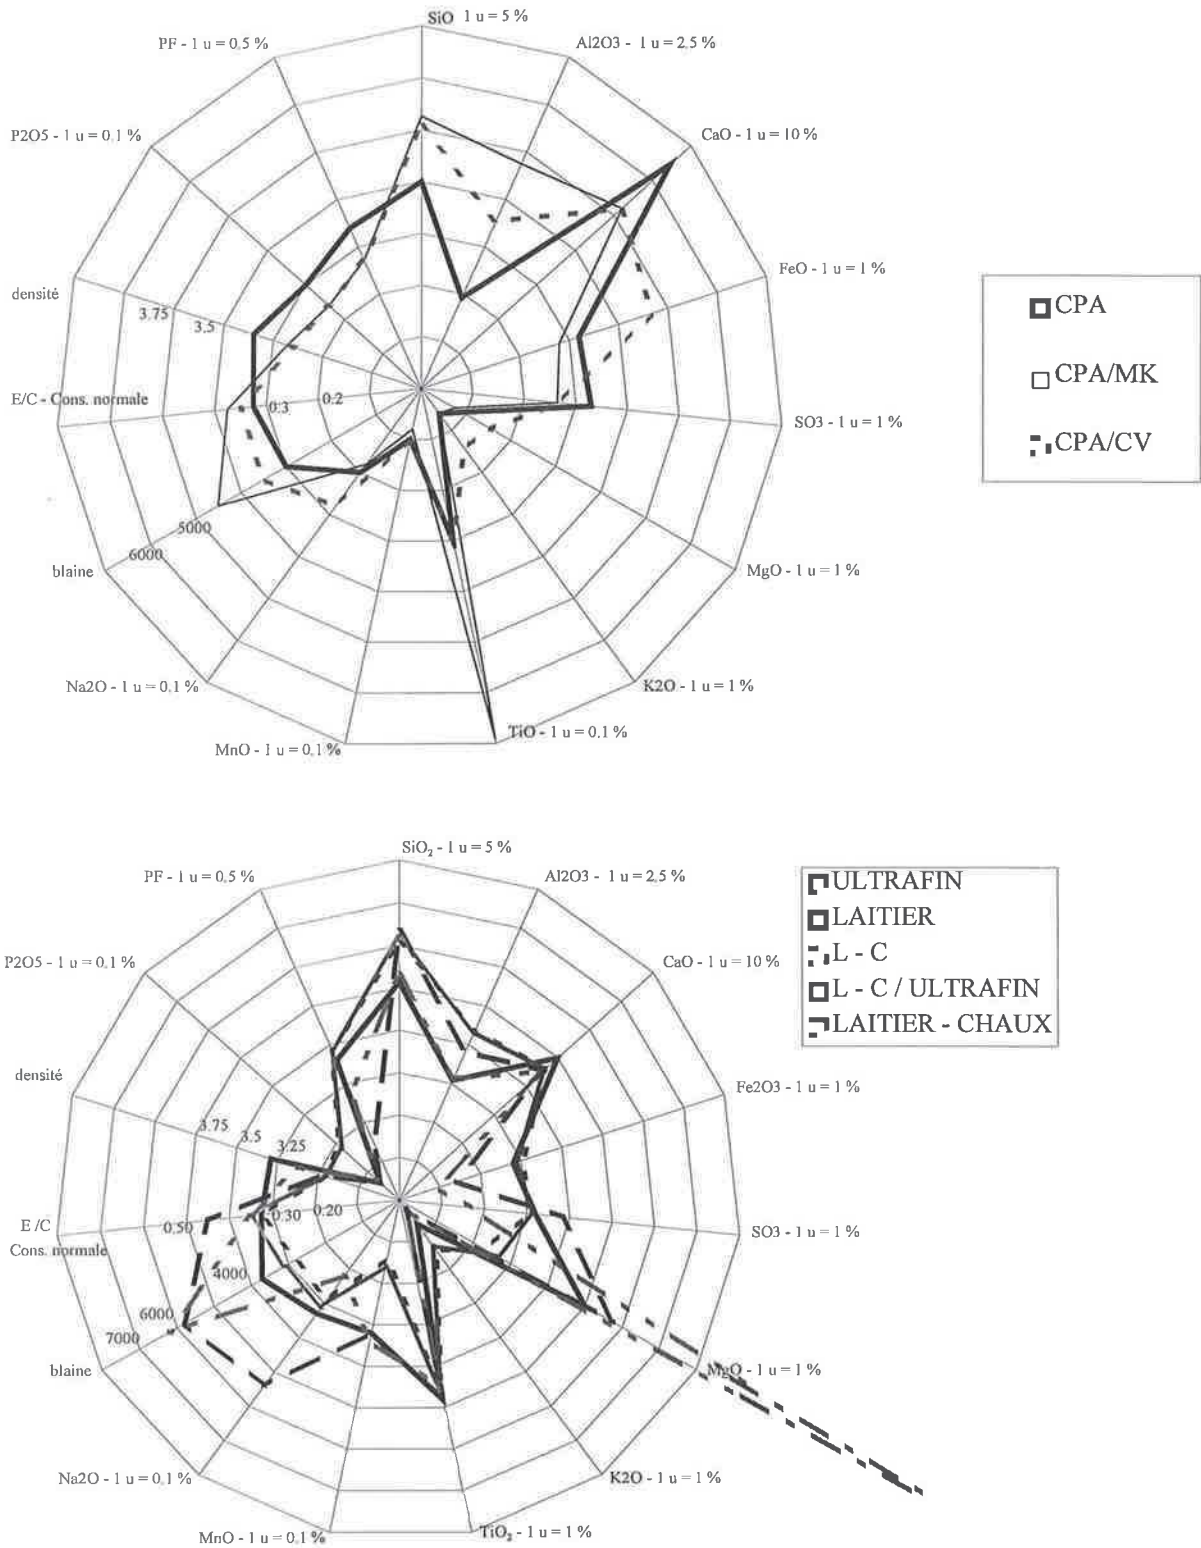 SiO 1 u = 5 %
PF - 1 u = 0.5 %
Al2O3 - 1 u = 2.5 %
P2O5 - 1 u = 0.1 %
CaO - 1 u = 10 %
densité
3.75
3.5
FeO - 1 u = 1 %
E/C - Cons. normale
0.3
0.2
SO3 - 1 u = 1 %
5000
6000
blaine
MgO - 1 u = 1 %
Na2O - 1 u = 0.1 %
K2O - 1 u = 1 %
MnO - 1 u = 0.1 %
TiO - 1 u = 0.1 %
CPA
CPA/MK
CPA/CV
SiO₂ - 1 u = 5 %
PF - 1 u = 0.5 %
Al2O3 - 1 u = 2.5 %
P2O5 - 1 u = 0.1 %
CaO - 1 u = 10 %
densité
3.75
3.5
3.25
Fe2O3 - 1 u = 1 %
E /C
Cons. normale
0.50
0.30
0.20
SO3 - 1 u = 1 %
4000
6000
7000
blaine
MgO - 1 u = 1 %
Na2O - 1 u = 0.1 %
K2O - 1 u = 1 %
MnO - 1 u = 0.1 %
TiO₂ - 1 u = 1 %
ULTRAFIN
LAITIER
L - C
L - C / ULTRAFIN
LAITIER - CHAUX